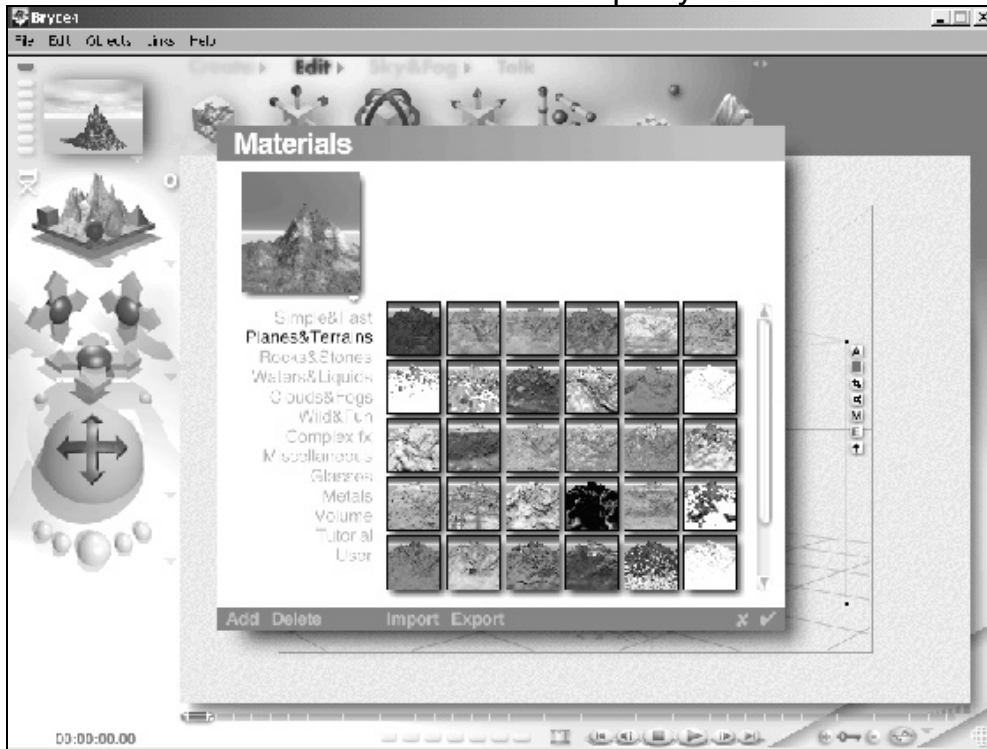 Bryce4
File Edit Objects Links Help
Create Edit Sky&Fog Talk
Materials
Simple&Fast
Planes&Terrains
Rocks&Stones
Waters&Liquids
Clouds&Fogs
Wild&Fun
Complex fx
Miscellaneous
Glasses
Metals
Volume
Tutorial
User
A
M
E
Add Delete Import Export
00:00:00.00